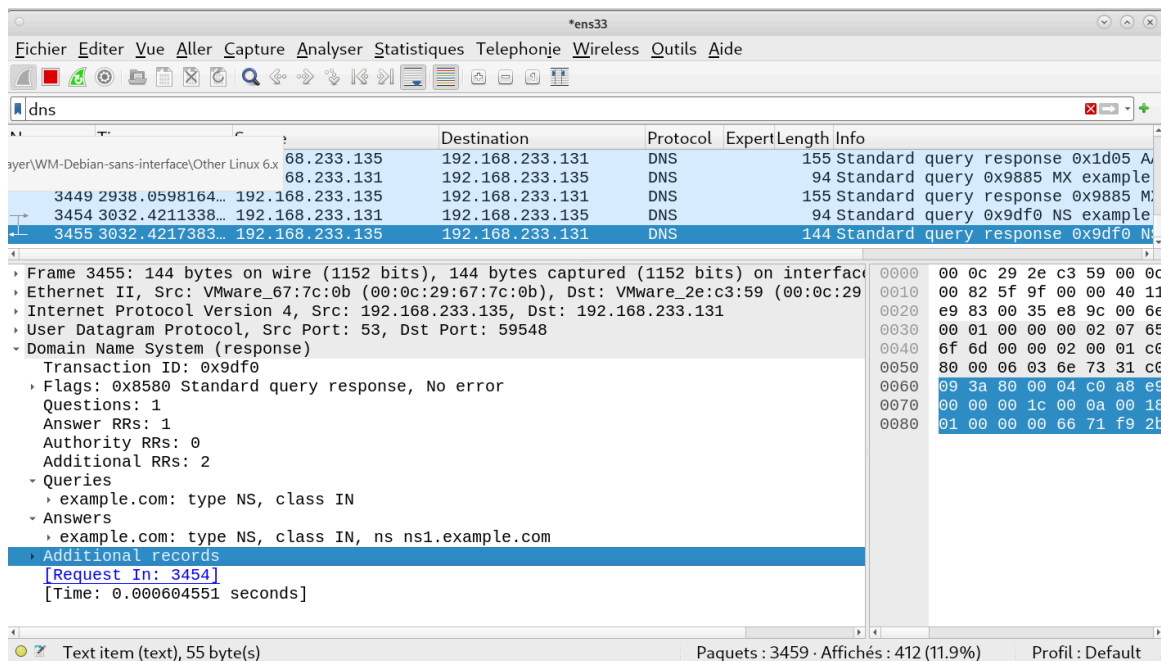 *ens33
Fichier Editer Vue Aller Capture Analyser Statistiques Telephonie Wireless Outils Aide
dns
Destination Protocol Expert Length Info
ayer\WM-Debian-sans-interface\Other Linux 6.x
68.233.135 192.168.233.131 DNS 155 Standard query response 0x1d05 A
68.233.131 192.168.233.135 DNS 94 Standard query 0x9885 MX example
3449 2938.0598164… 192.168.233.135 192.168.233.131 DNS 155 Standard query response 0x9885 M
3454 3032.4211338… 192.168.233.131 192.168.233.135 DNS 94 Standard query 0x9df0 NS example
3455 3032.4217383… 192.168.233.135 192.168.233.131 DNS 144 Standard query response 0x9df0 N
Frame 3455: 144 bytes on wire (1152 bits), 144 bytes captured (1152 bits) on interface
Ethernet II, Src: VMware_67:7c:0b (00:0c:29:67:7c:0b), Dst: VMware_2e:c3:59 (00:0c:29
Internet Protocol Version 4, Src: 192.168.233.135, Dst: 192.168.233.131
User Datagram Protocol, Src Port: 53, Dst Port: 59548
Domain Name System (response)
Transaction ID: 0x9df0
Flags: 0x8580 Standard query response, No error
Questions: 1
Answer RRs: 1
Authority RRs: 0
Additional RRs: 2
Queries
example.com: type NS, class IN
Answers
example.com: type NS, class IN, ns ns1.example.com
Additional records
[Request In: 3454]
[Time: 0.000604551 seconds]
0000 00 0c 29 2e c3 59 00 0c
0010 00 82 5f 9f 00 00 40 11
0020 e9 83 00 35 e8 9c 00 6e
0030 00 01 00 00 00 02 07 65
0040 6f 6d 00 00 02 00 01 c0
0050 80 00 06 03 6e 73 31 c0
0060 09 3a 80 00 04 c0 a8 e9
0070 00 00 00 1c 00 0a 00 18
0080 01 00 00 00 66 71 f9 2b
Text item (text), 55 byte(s) Paquets : 3459 · Affichés : 412 (11.9%) Profil : Default